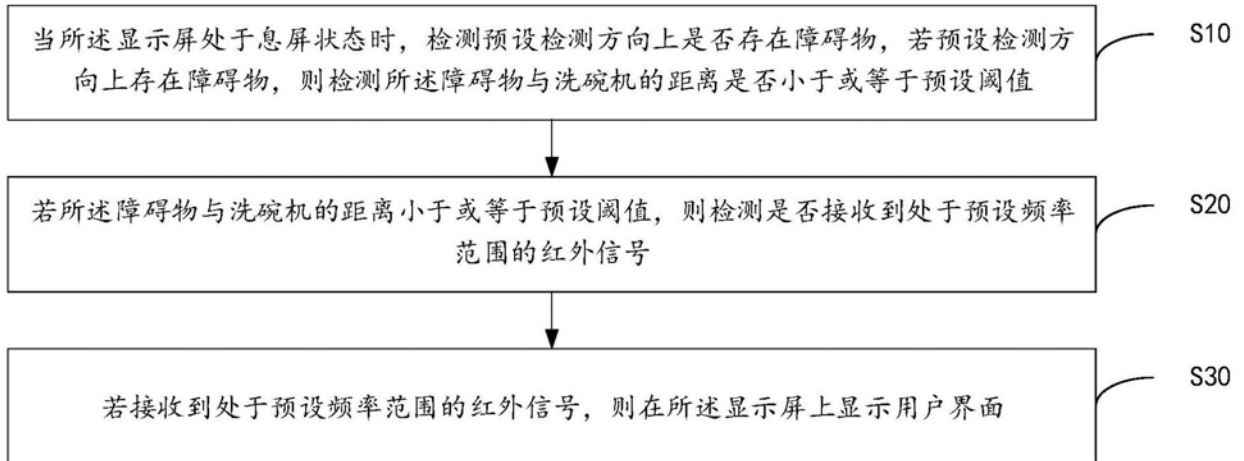 当所述显示屏处于息屏状态时，检测预设检测方向上是否存在障碍物，若预设检测方
向上存在障碍物，则检测所述障碍物与洗碗机的距离是否小于或等于预设阈值
S10
若所述障碍物与洗碗机的距离小于或等于预设阈值，则检测是否接收到处于预设频率
范围的红外信号
S20
若接收到处于预设频率范围的红外信号，则在所述显示屏上显示用户界面
S30